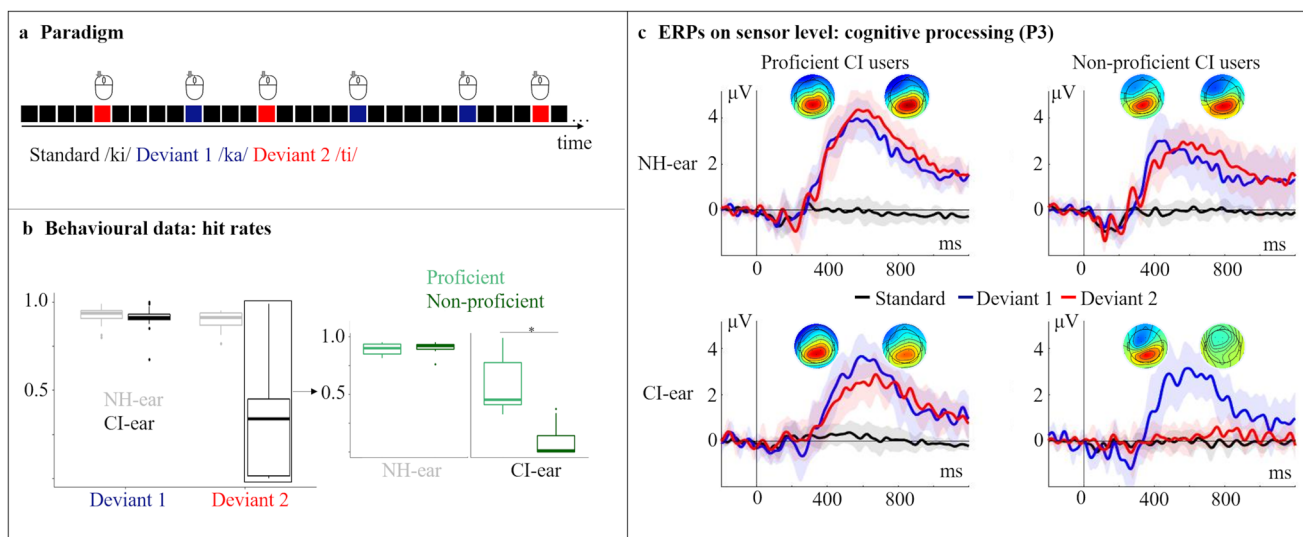 a Paradigm
...
time
Standard /ki/ Deviant 1 /ka/ Deviant 2 /ti/
b Behavioural data: hit rates
Proficient
Non-proficient
1.0
0.5
NH-ear
CI-ear
Deviant 1 Deviant 2
1.0
0.5
*
NH-ear CI-ear
c ERPs on sensor level: cognitive processing (P3)
Proficient CI users Non-proficient CI users
NH-ear
µV
4
2
0
ms
0 400 800
µV
4
2
0
ms
0 400 800
Standard Deviant 1 Deviant 2
CI-ear
µV
4
2
0
ms
0 400 800
µV
4
2
0
ms
0 400 800